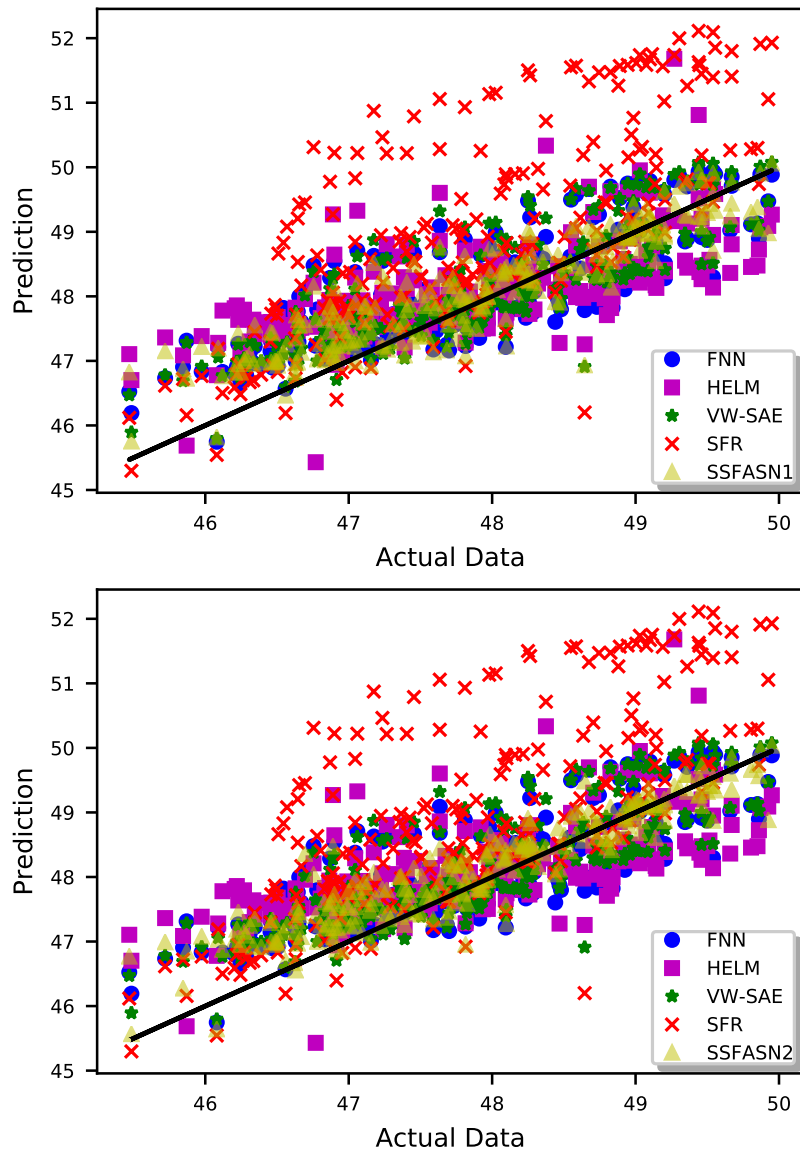 52
51
50
49
48
47
46
45
Prediction
46
47
48
49
50
Actual Data
FNN
HELM
VW-SAE
SFR
SSFASN1
52
51
50
49
48
47
46
45
Prediction
46
47
48
49
50
Actual Data
FNN
HELM
VW-SAE
SFR
SSFASN2